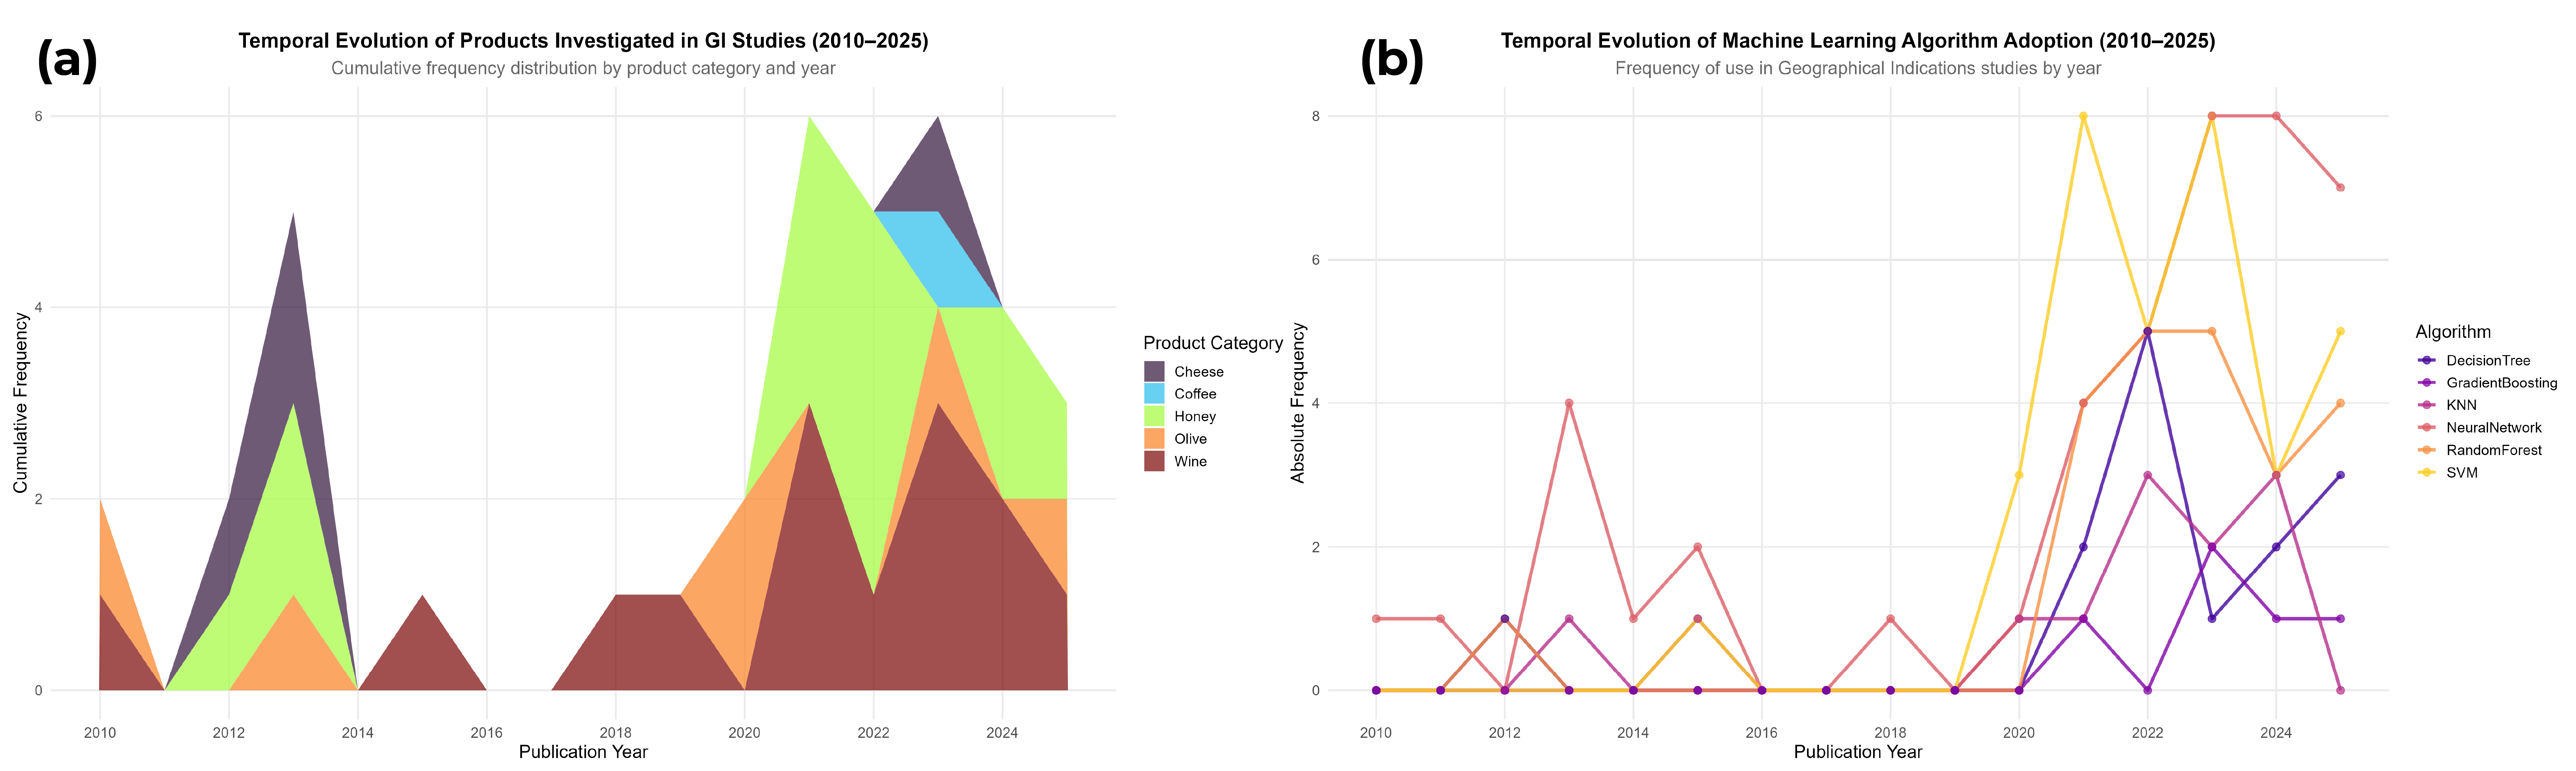 (a)
Temporal Evolution of Products Investigated in GI Studies (2010–2025)
Cumulative frequency distribution by product category and year
Cumulative Frequency
6
4
2
0
2010 2012 2014 2016 2018 2020 2022 2024
Publication Year
Product Category
Cheese
Coffee
Honey
Olive
Wine
(b)
Temporal Evolution of Machine Learning Algorithm Adoption (2010–2025)
Frequency of use in Geographical Indications studies by year
Absolute Frequency
8
6
4
2
0
2010 2012 2014 2016 2018 2020 2022 2024
Publication Year
Algorithm
DecisionTree
GradientBoosting
KNN
NeuralNetwork
RandomForest
SVM